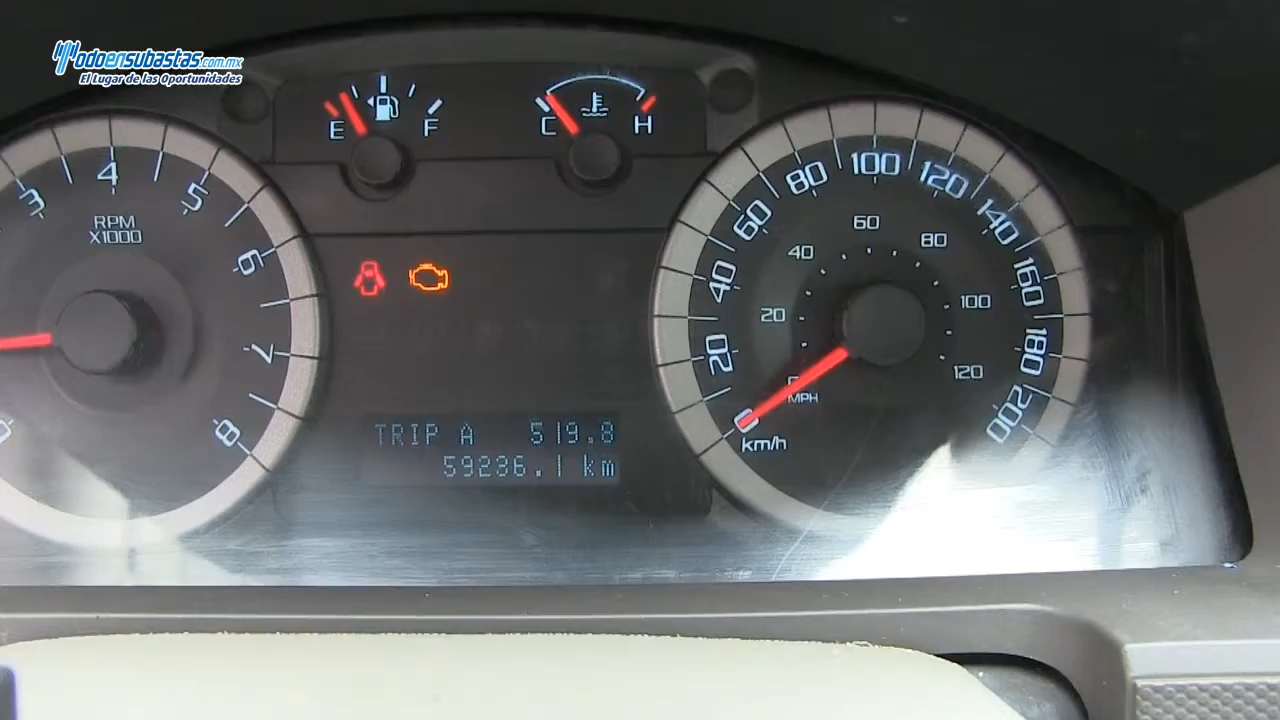 todoensubastas.com.mx
El Lugar de las Oportunidades
E F
C H
3 4 5 6 7 8
RPM
X1000
0 20 40 60 80 100 120 140 160 180 200
km/h
20 40 60 80 100 120
MPH
TRIP A 519.8
59236.1 km